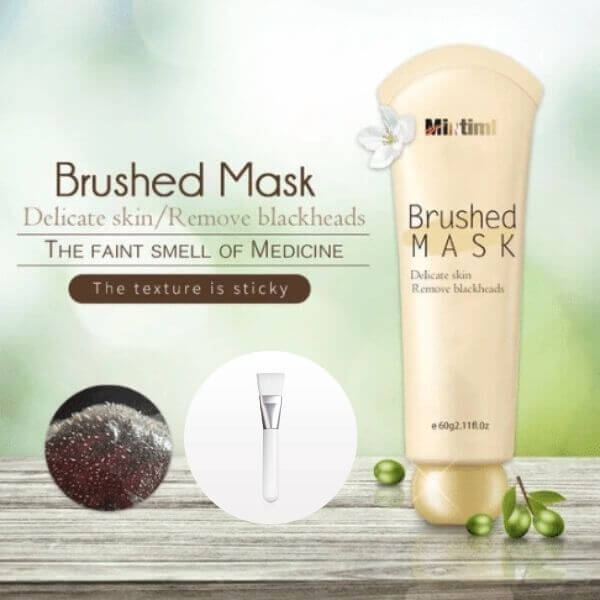 Brushed Mask
Delicate skin/Remove blackheads
THE FAINT SMELL OF MEDICINE
The texture is sticky
Brushed
MASK
Delicate skin
Remove blackheads
e 60g2.11fl.0z